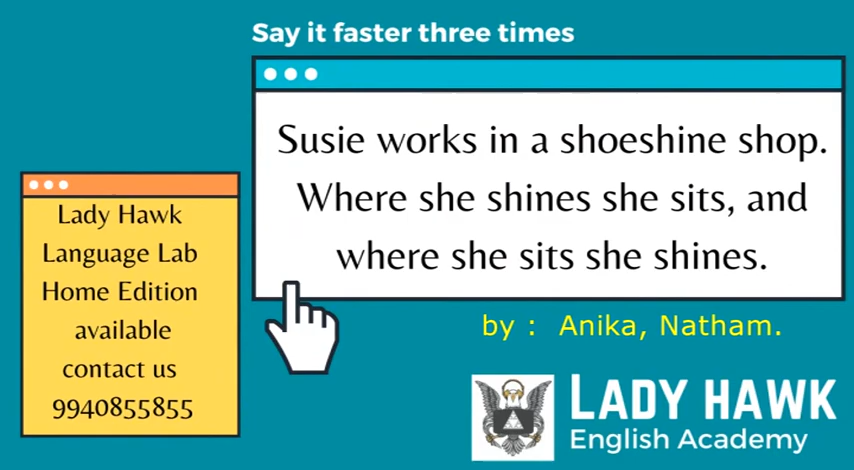 Say it faster three times
Susie works in a shoeshine shop.
Where she shines she sits, and
where she sits she shines.
by : Anika, Natham.
Lady Hawk
Language Lab
Home Edition
available
contact us
9940855855
LADY HAWK
English Academy